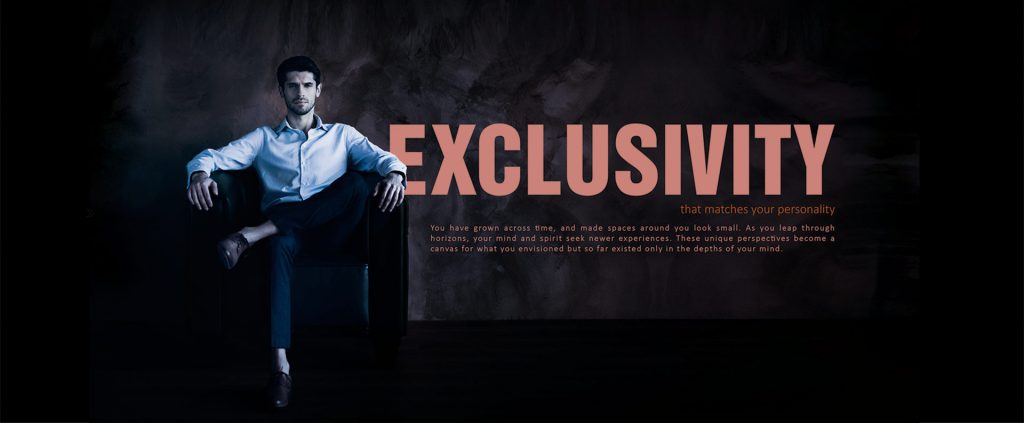 EXCLUSIVITY
that matches your personality
You have grown across time, and made spaces around you look small. As you leap through
horizons, your mind and spirit seek newer experiences. These unique perspectives become a
canvas for what you envisioned but so far existed only in the depths of your mind.